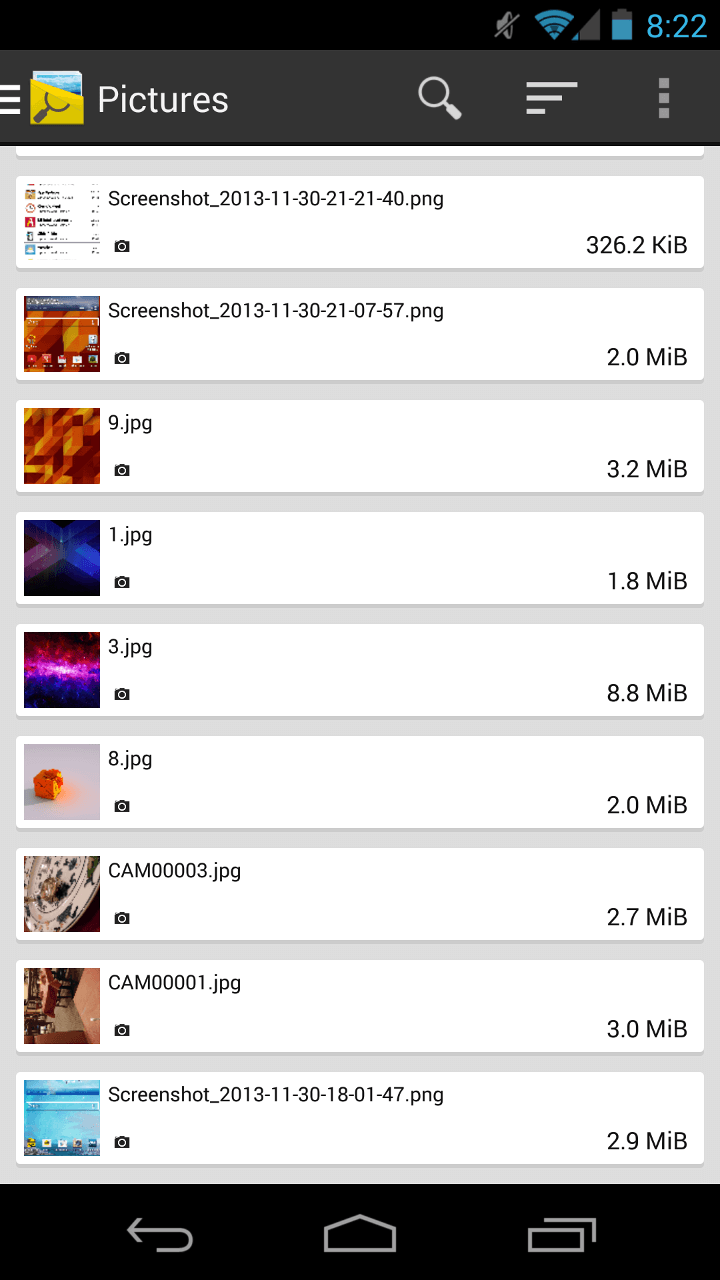 8:22
Pictures
Screenshot_2013-11-30-21-21-40.png
326.2 KiB
Screenshot_2013-11-30-21-07-57.png
2.0 MiB
9.jpg
3.2 MiB
1.jpg
1.8 MiB
3.jpg
8.8 MiB
8.jpg
2.0 MiB
CAM00003.jpg
2.7 MiB
CAM00001.jpg
3.0 MiB
Screenshot_2013-11-30-18-01-47.png
2.9 MiB